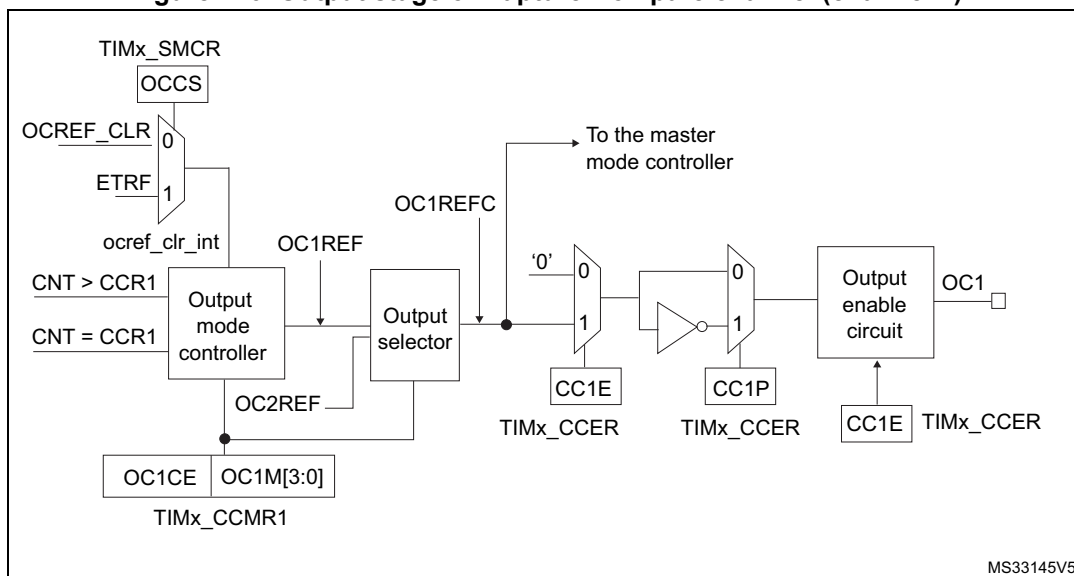 TIMx_SMCR
OCCS
OCREF_CLR
0
ETRF
1
ocref_clr_int
To the master
mode controller
OC1REFC
OC1REF
CNT > CCR1
CNT = CCR1
Output
mode
controller
Output
selector
OC2REF
‘0’
0
1
0
1
Output
enable
circuit
OC1
CC1E
TIMx_CCER
CC1P
TIMx_CCER
CC1E
TIMx_CCER
OC1CE
OC1M[3:0]
TIMx_CCMR1
MS33145V5